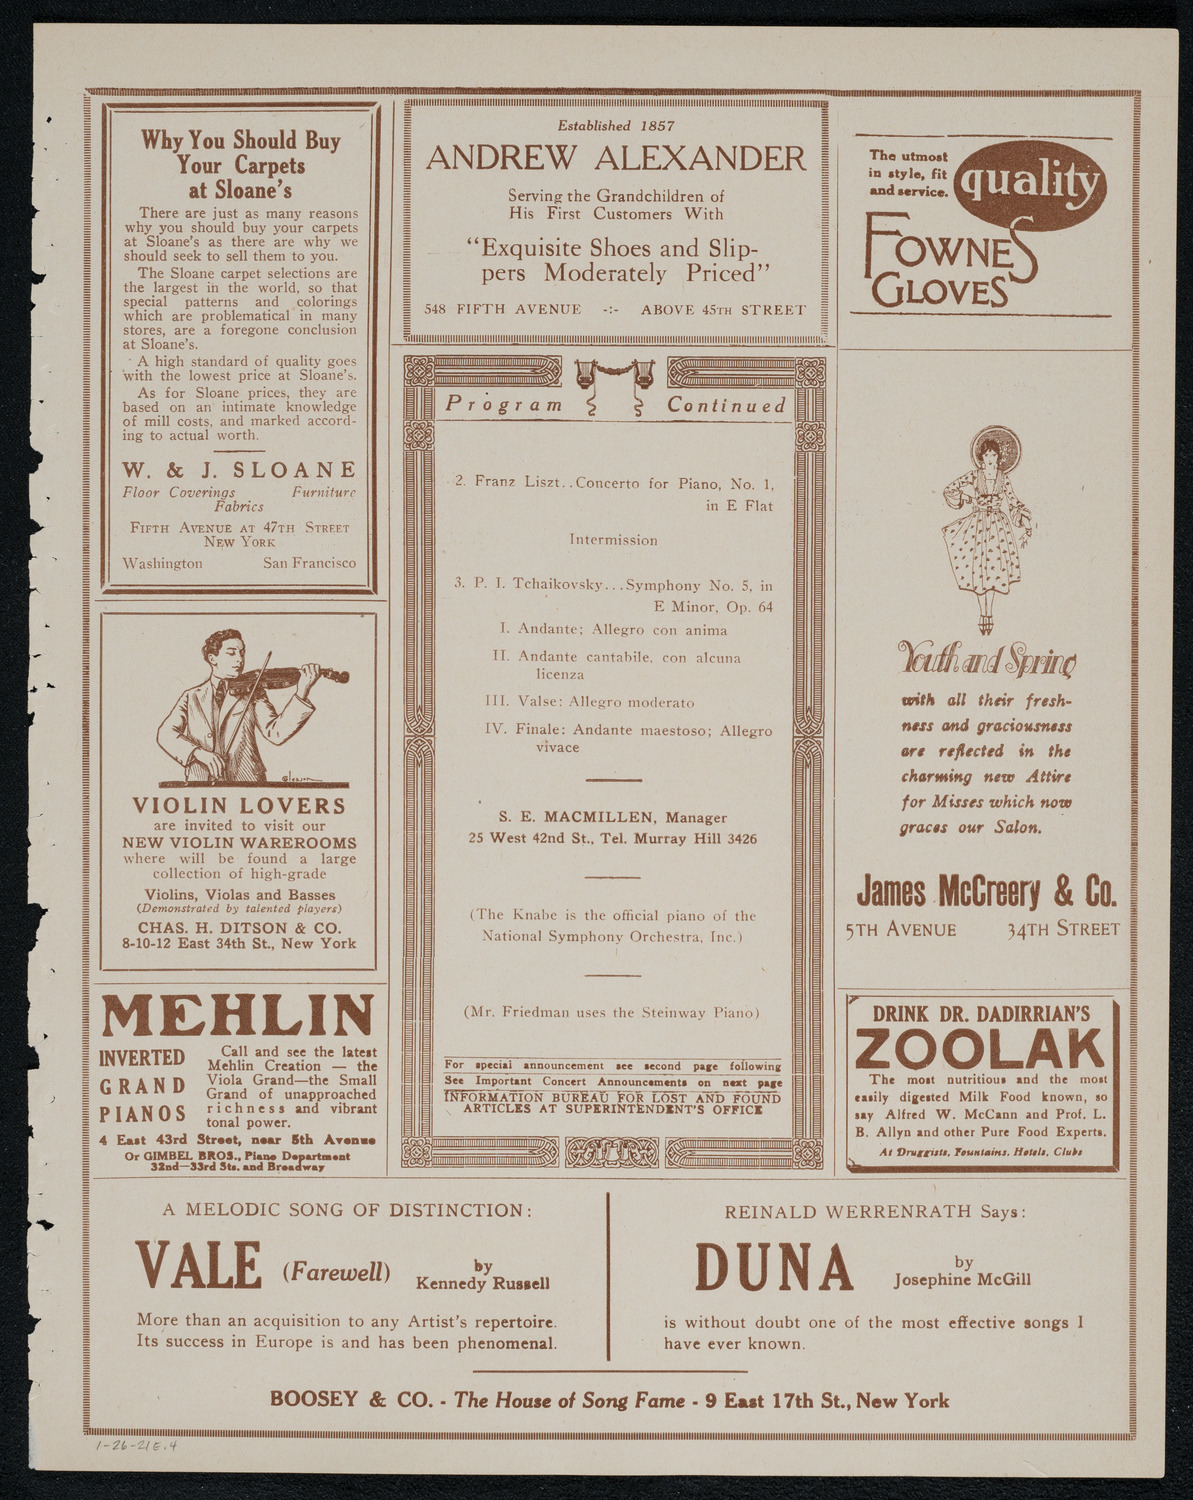 Why You Should Buy
Your Carpets
at Sloane's
There are just as many reasons
why you should buy your carpets
at Sloane's as there are why we
should seek to sell them to you.
The Sloane carpet selections are
the largest in the world, so that
special patterns and colorings
which are problematical in many
stores, are a foregone conclusion
at Sloane's.
A high standard of quality goes
with the lowest price at Sloane's.
As for Sloane prices, they are
based on an intimate knowledge
of mill costs, and marked accord-
ing to actual worth.
W. & J. SLOANE
Floor Coverings Furniture
Fabrics
FIFTH AVENUE AT 47TH STREET
NEW YORK
Washington San Francisco
Gleason
VIOLIN LOVERS
are invited to visit our
NEW VIOLIN WAREROOMS
where will be found a large
collection of high-grade
Violins, Violas and Basses
(Demonstrated by talented players)
CHAS. H. DITSON & CO.
8-10-12 East 34th St., New York
MEHLIN
INVERTED
GRAND
PIANOS
Call and see the latest
Mehlin Creation — the
Viola Grand—the Small
Grand of unapproached
richness and vibrant
tonal power.
4 East 43rd Street, near 5th Avenue
Or GIMBEL BROS., Piano Department
32nd—33rd Sts. and Broadway
Established 1857
ANDREW ALEXANDER
Serving the Grandchildren of
His First Customers With
"Exquisite Shoes and Slip-
pers Moderately Priced"
548 FIFTH AVENUE -:- ABOVE 45TH STREET
Program Continued
2. Franz Liszt..Concerto for Piano, No. 1,
in E Flat
Intermission
3. P. I. Tchaikovsky...Symphony No. 5, in
E Minor, Op. 64
I. Andante; Allegro con anima
II. Andante cantabile, con alcuna
licenza
III. Valse: Allegro moderato
IV. Finale: Andante maestoso; Allegro
vivace
S. E. MACMILLEN, Manager
25 West 42nd St., Tel. Murray Hill 3426
(The Knabe is the official piano of the
National Symphony Orchestra, Inc.)
(Mr. Friedman uses the Steinway Piano)
For special announcement see second page following
See Important Concert Announcements on next page
INFORMATION BUREAU FOR LOST AND FOUND
ARTICLES AT SUPERINTENDENT'S OFFICE
The utmost
in style, fit
and service.
quality
FOWNES
GLOVES
Youth and Spring
with all their fresh-
ness and graciousness
are reflected in the
charming new Attire
for Misses which now
graces our Salon.
James McCreery & Co.
5TH AVENUE 34TH STREET
DRINK DR. DADIRRIAN'S
ZOOLAK
The most nutritious and the most
easily digested Milk Food known, so
say Alfred W. McCann and Prof. L.
B. Allyn and other Pure Food Experts.
At Druggists, Fountains, Hotels, Clubs
A MELODIC SONG OF DISTINCTION:
VALE (Farewell) by
Kennedy Russell
More than an acquisition to any Artist's repertoire.
Its success in Europe is and has been phenomenal.
REINALD WERRENRATH Says:
DUNA by
Josephine McGill
is without doubt one of the most effective songs I
have ever known.
BOOSEY & CO. - The House of Song Fame - 9 East 17th St., New York
1-26-21E.4